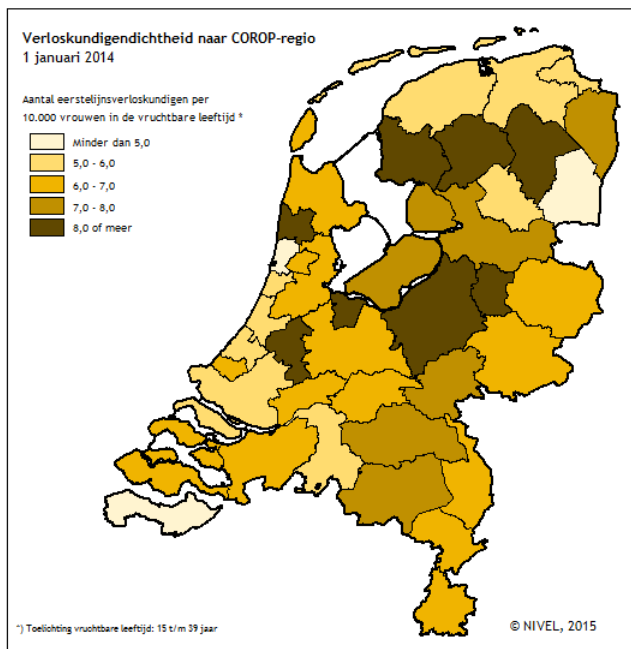 Verloskundigendichtheid naar COROP-regio
1 januari 2014
Aantal eerstelijnsverloskundigen per
10.000 vrouwen in de vruchtbare leeftijd *
Minder dan 5,0
5,0 - 6,0
6,0 - 7,0
7,0 - 8,0
8,0 of meer
*) Toelichting vruchtbare leeftijd: 15 t/m 39 jaar
© NIVEL, 2015